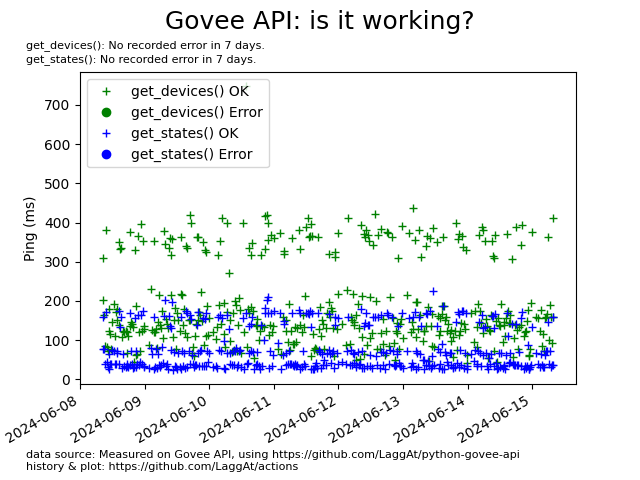 Govee API: is it working?
get_devices(): No recorded error in 7 days.
get_states(): No recorded error in 7 days.
get_devices() OK
get_devices() Error
get_states() OK
get_states() Error
Ping (ms)
700
600
500
400
300
200
100
0
2024-06-08
2024-06-09
2024-06-10
2024-06-11
2024-06-12
2024-06-13
2024-06-14
2024-06-15
data source: Measured on Govee API, using https://github.com/LaggAt/python-govee-api
history & plot: https://github.com/LaggAt/actions